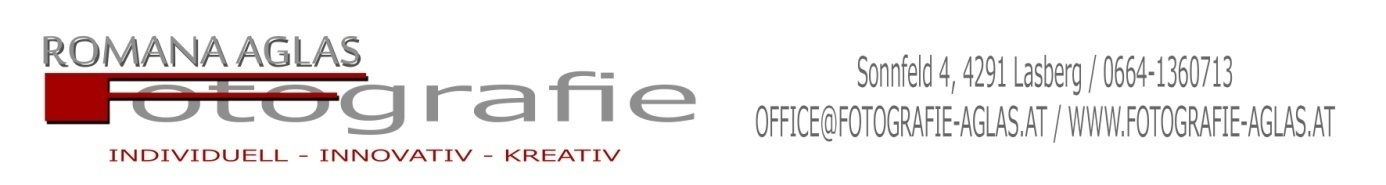 ROMANA AGLAS
Fotografie
INDIVIDUELL - INNOVATIV - KREATIV
Sonnfeld 4, 4291 Lasberg / 0664-1360713
OFFICE@FOTOGRAFIE-AGLAS.AT / WWW.FOTOGRAFIE-AGLAS.AT